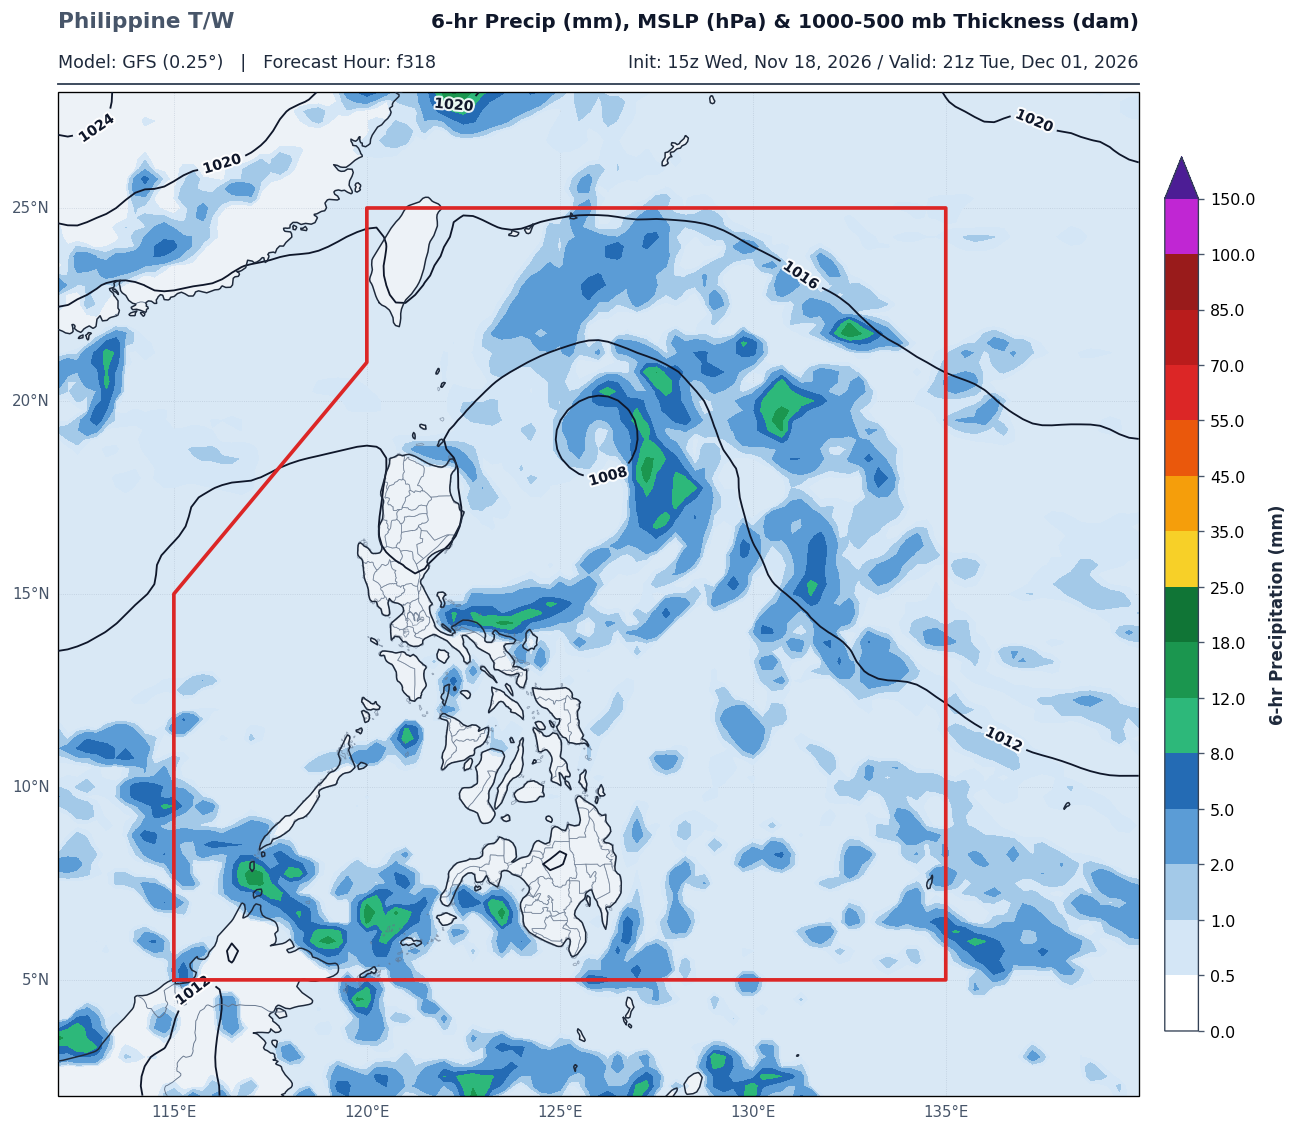 Philippine T/W
6-hr Precip (mm), MSLP (hPa) & 1000-500 mb Thickness (dam)
Model: GFS (0.25°) | Forecast Hour: f318
Init: 15z Wed, Nov 18, 2026 / Valid: 21z Tue, Dec 01, 2026
1024
1020
1020
1020
1016
1008
1012
1012
25°N
20°N
15°N
10°N
5°N
115°E
120°E
125°E
130°E
135°E
150.0
100.0
85.0
70.0
55.0
45.0
35.0
25.0
18.0
12.0
8.0
5.0
2.0
1.0
0.5
0.0
6-hr Precipitation (mm)